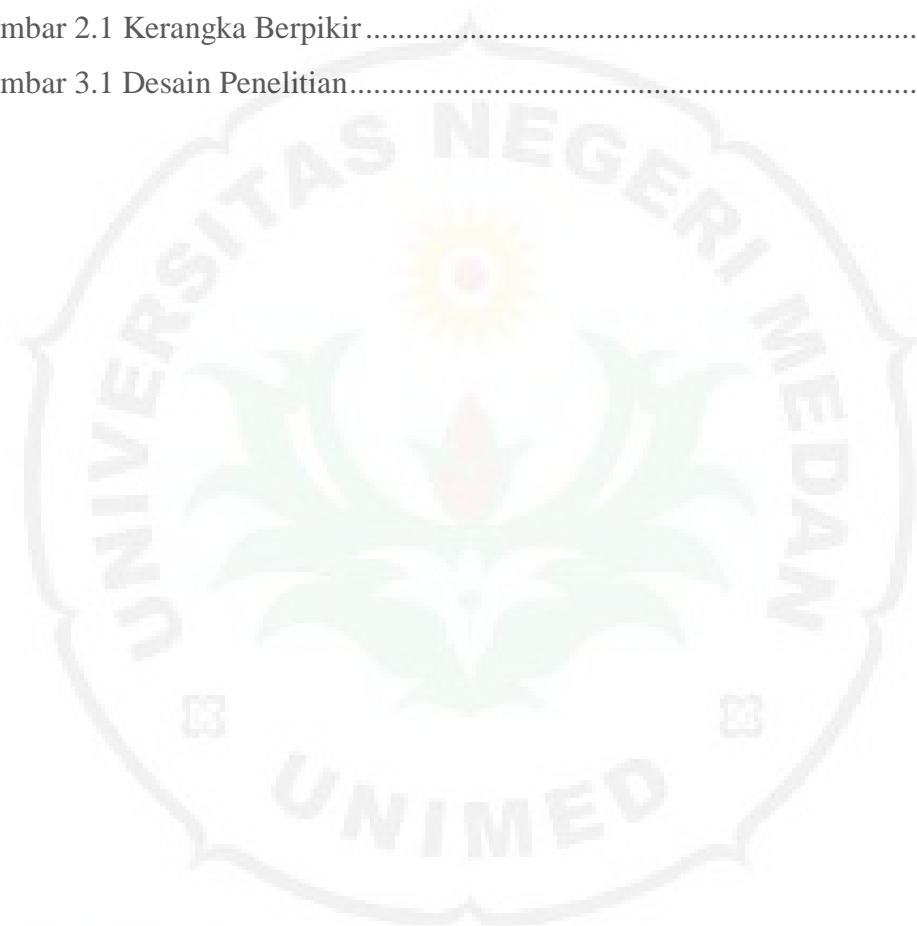 mbar 2.1 Kerangka Berpikir ......................................................................................
mbar 3.1 Desain Penelitian........................................................................................
UNIVERSITAS NEGERI MEDAN
UNIMED